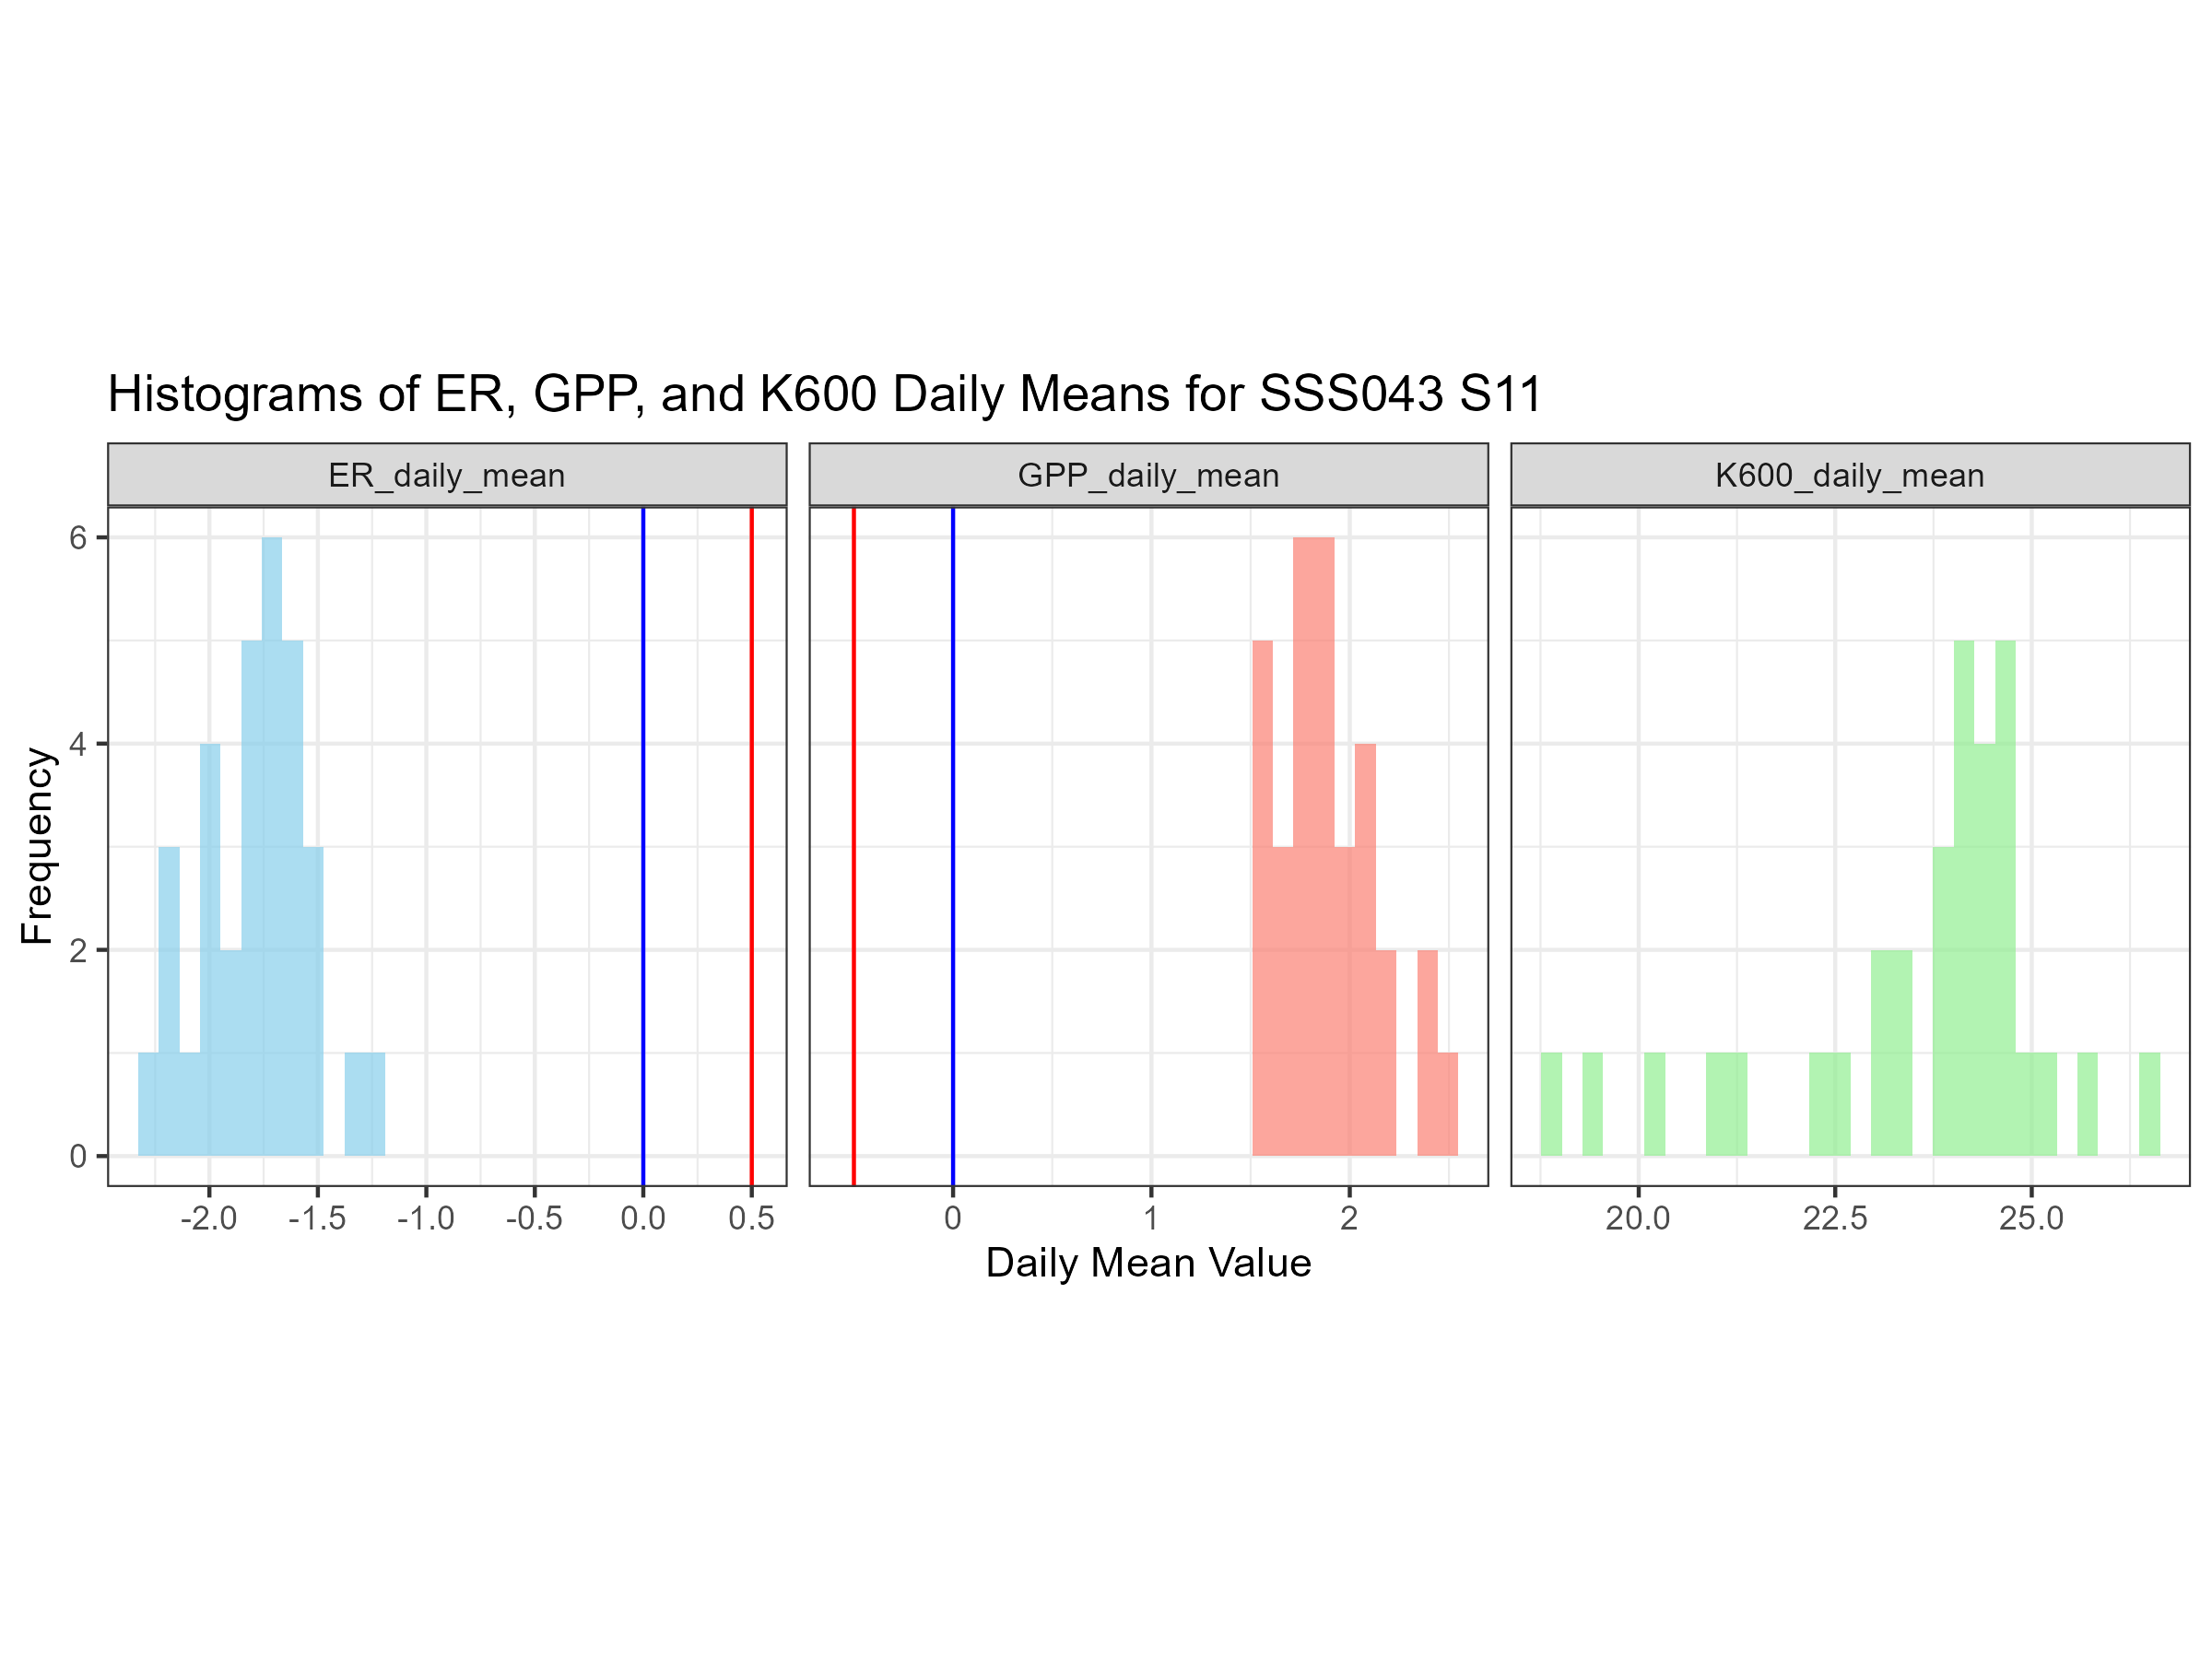 Histograms of ER, GPP, and K600 Daily Means for SSS043 S11
ER_daily_mean GPP_daily_mean K600_daily_mean
6
4
2
0
Frequency
-2.0 -1.5 -1.0 -0.5 0.0 0.5 0 1 2 20.0 22.5 25.0
Daily Mean Value